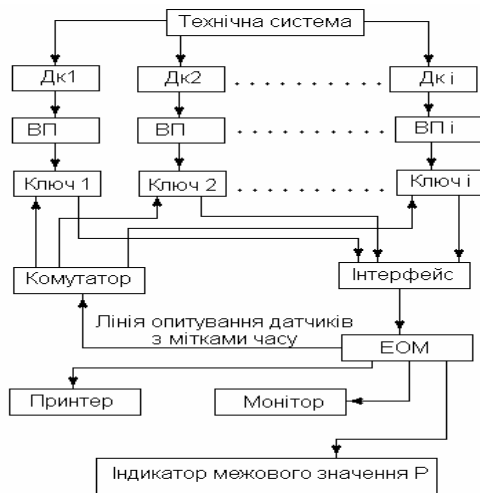 Технічна система
Дк1 Дк2 . . . . . . . . . . . . Дк i
ВП ВП . . . . . . . . . . . . ВП i
Ключ 1 Ключ 2 . . . . . . . . . . . . Ключ i
Комутатор Інтерфейс
Лінія опитування датчиків
з мітками часу
ЕОМ
Принтер Монітор
Індикатор межового значення Р